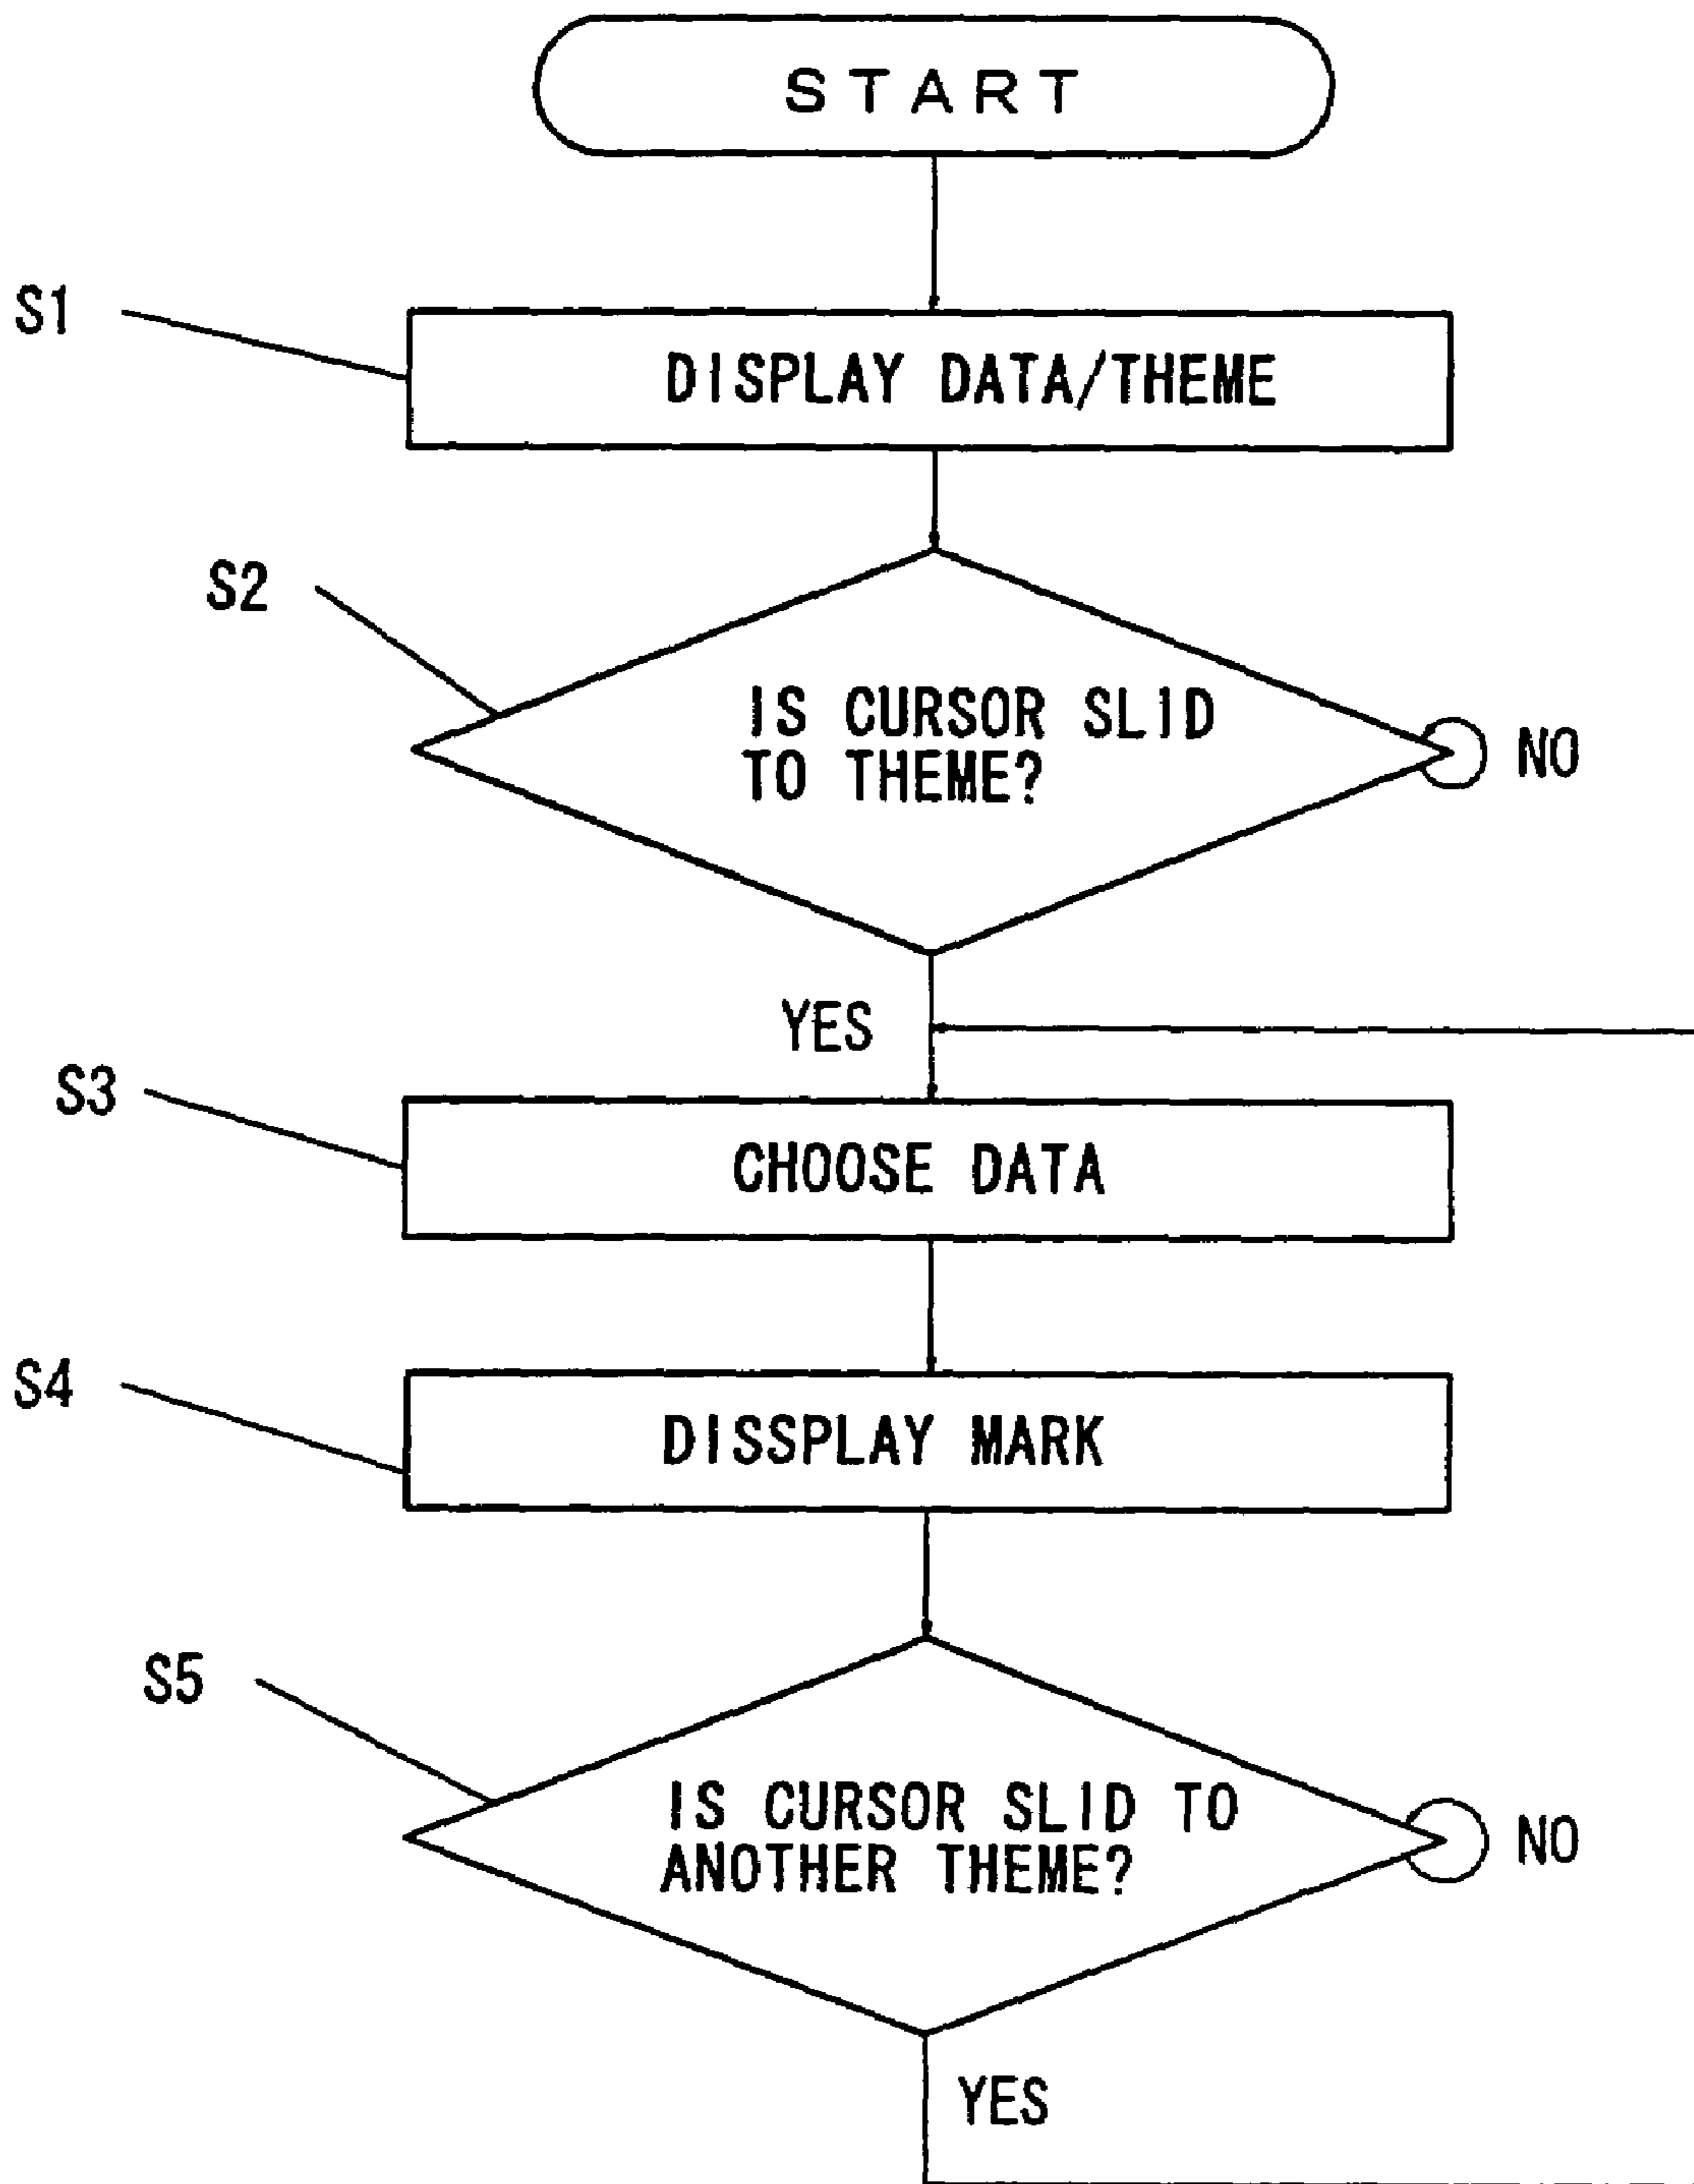 START
S1
DISPLAY DATA/THEME
S2
IS CURSOR SLID
TO THEME?
NO
YES
S3
CHOOSE DATA
S4
DISSPLAY MARK
S5
IS CURSOR SLID TO
ANOTHER THEME?
NO
YES